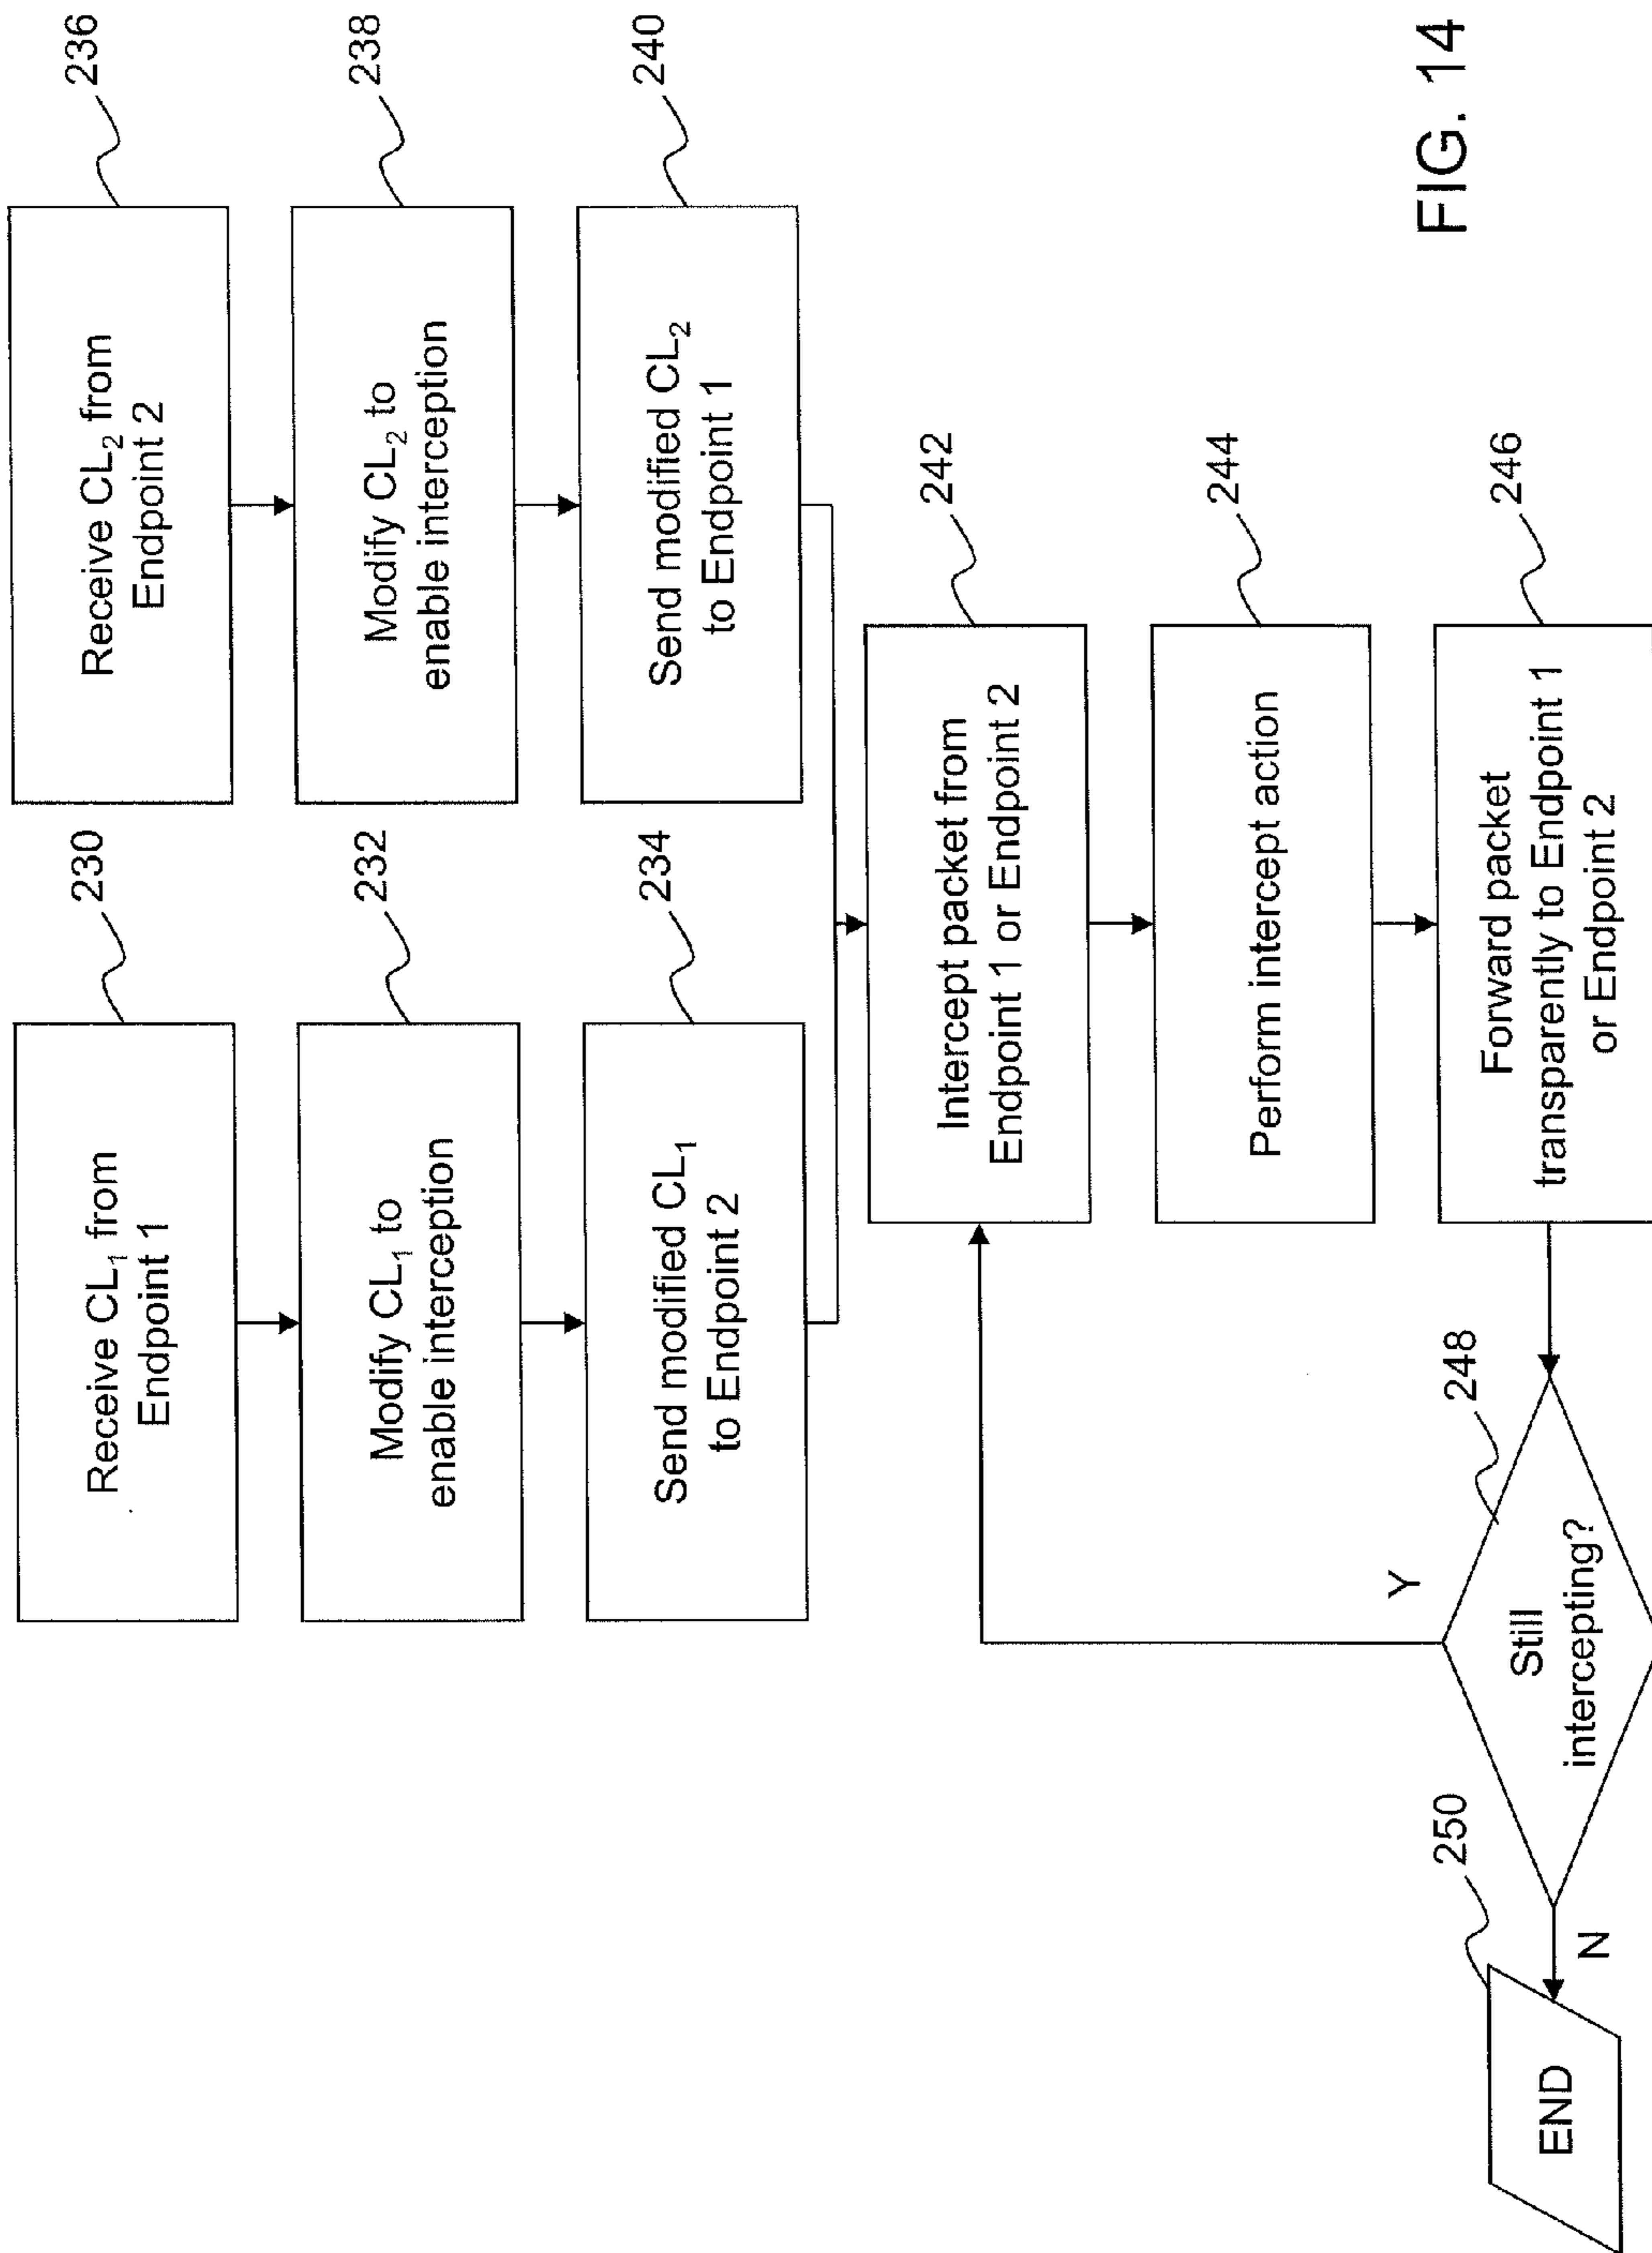 Receive CL₁ from
Endpoint 1
230
Modify CL₁ to
enable interception
232
Send modified CL₁
to Endpoint 2
234
Receive CL₂ from
Endpoint 2
236
Modify CL₂ to
enable interception
238
Send modified CL₂
to Endpoint 1
240
Intercept packet from
Endpoint 1 or Endpoint 2
242
Perform intercept action
244
Forward packet
transparently to Endpoint 1
or Endpoint 2
246
Still
intercepting?
248
Y
N
END
250
FIG. 14